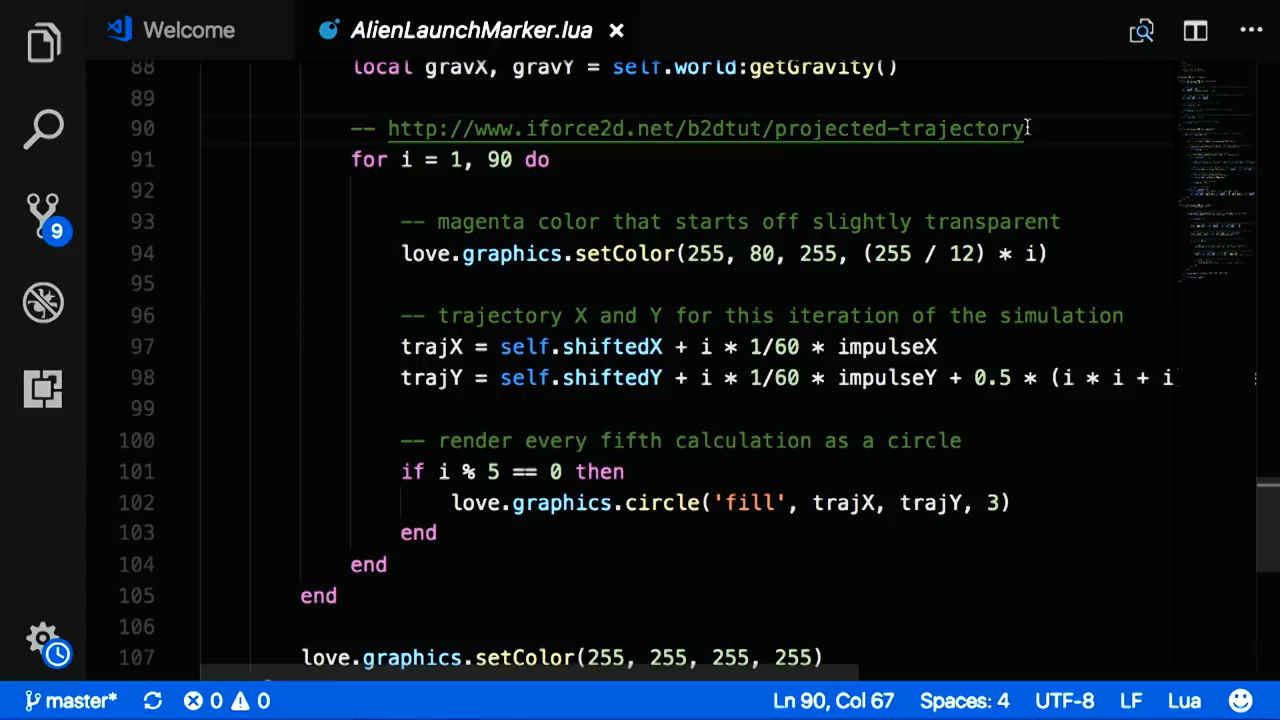 Welcome
AlienLaunchMarker.lua
88 local gravX, gravY = self.world:getGravity()
89
90 -- http://www.iforce2d.net/b2dtut/projected-trajectory
91 for i = 1, 90 do
92
93 -- magenta color that starts off slightly transparent
94 love.graphics.setColor(255, 80, 255, (255 / 12) * i)
95
96 -- trajectory X and Y for this iteration of the simulation
97 trajX = self.shiftedX + i * 1/60 * impulseX
98 trajY = self.shiftedY + i * 1/60 * impulseY + 0.5 * (i * i + i)
99
100 -- render every fifth calculation as a circle
101 if i % 5 == 0 then
102 love.graphics.circle('fill', trajX, trajY, 3)
103 end
104 end
105 end
106
107 love.graphics.setColor(255, 255, 255, 255)
9
master* 0 0 Ln 90, Col 67 Spaces: 4 UTF-8 LF Lua